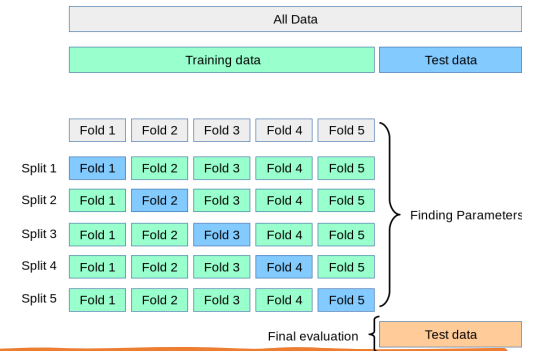 All Data
Training data Test data
Fold 1 Fold 2 Fold 3 Fold 4 Fold 5
Split 1 Fold 1 Fold 2 Fold 3 Fold 4 Fold 5
Split 2 Fold 1 Fold 2 Fold 3 Fold 4 Fold 5
Finding Parameters
Split 3 Fold 1 Fold 2 Fold 3 Fold 4 Fold 5
Split 4 Fold 1 Fold 2 Fold 3 Fold 4 Fold 5
Split 5 Fold 1 Fold 2 Fold 3 Fold 4 Fold 5
Final evaluation Test data